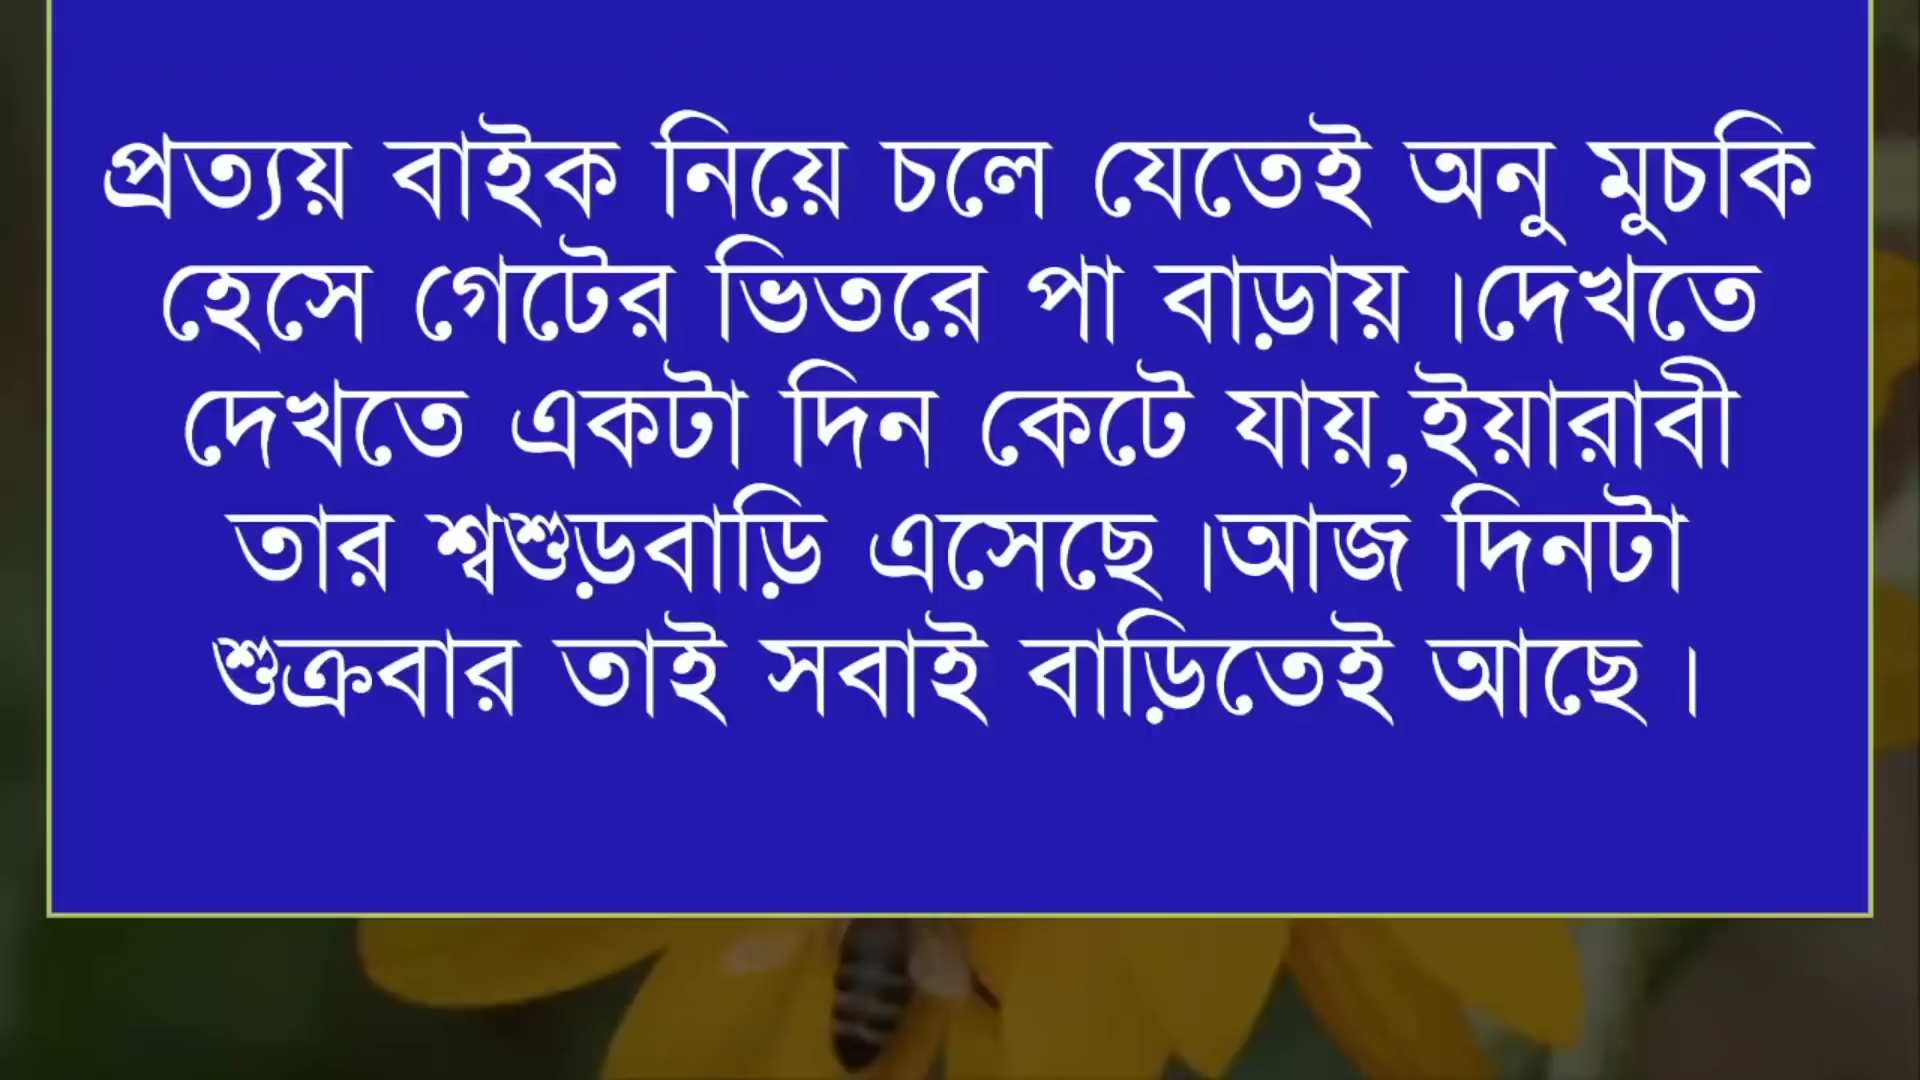 প্রত্যয় বাইক নিয়ে চলে যেতেই অনু মুচকি
হেসে গেটের ভিতরে পা বাড়ায় ।দেখতে
দেখতে একটা দিন কেটে যায়,ইয়ারাবী
তার শ্বশুড়বাড়ি এসেছে ।আজ দিনটা
শুক্রবার তাই সবাই বাড়িতেই আছে ।